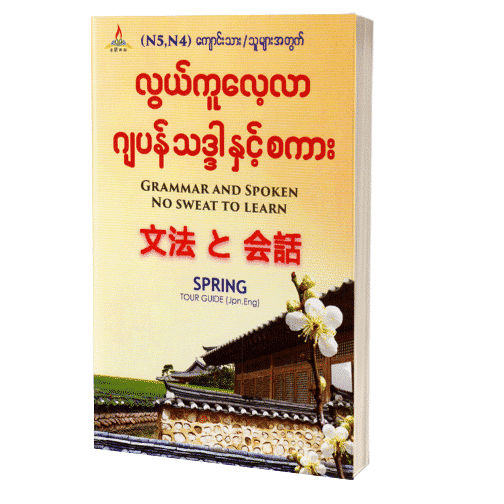 (N5,N4) ကျောင်းသား/သူများအတွက်
လွယ်ကူလေ့လာ
ဂျပန်သဒ္ဒါနှင့်စကား
GRAMMAR AND SPOKEN
NO SWEAT TO LEARN
文法 と 会話
SPRING
TOUR GUIDE (Jpn.Eng)